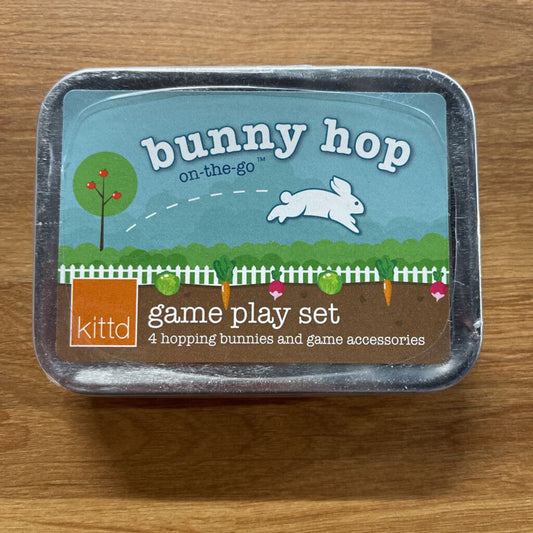 bunny hop
on-the-go™
kittd
game play set
4 hopping bunnies and game accessories